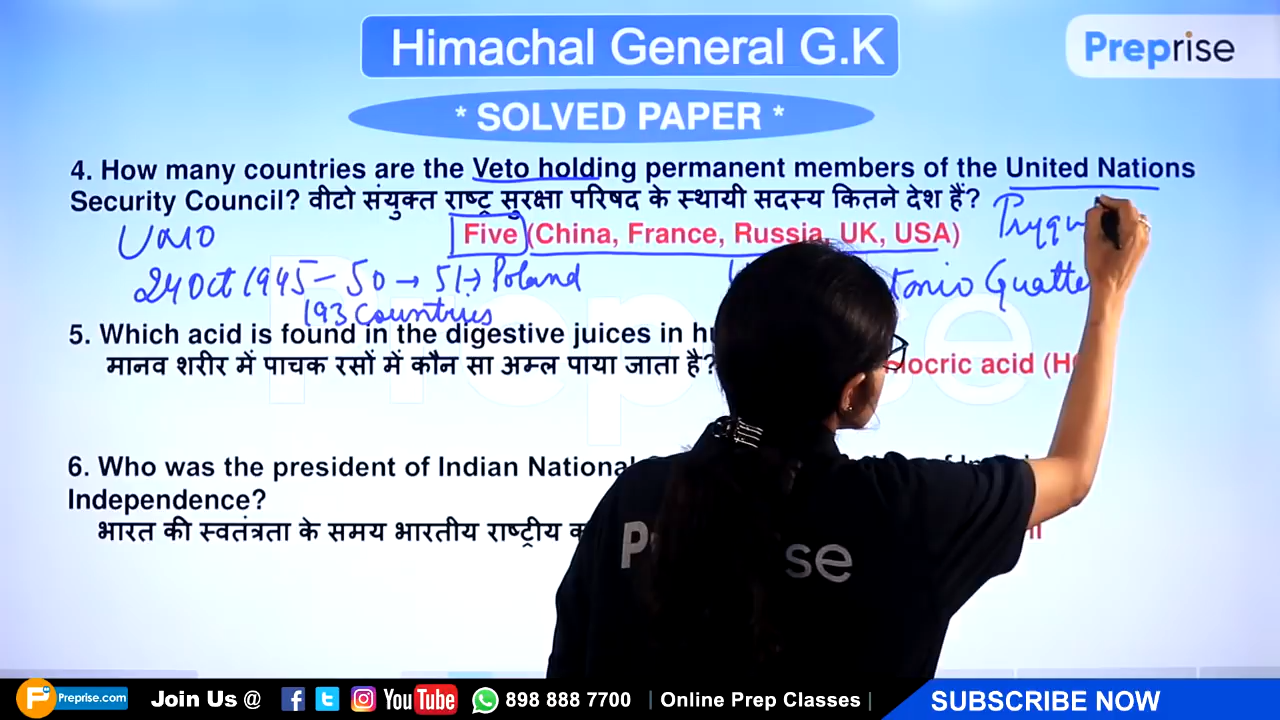 Himachal General G.K
Preprise
* SOLVED PAPER *
4. How many countries are the Veto holding permanent members of the United Nations
Security Council? वीटो संयुक्त राष्ट्र सुरक्षा परिषद के स्थायी सदस्य कितने देश हैं?
UNO
Five (China, France, Russia, UK, USA)
24 Oct 1945 - 50 → 51 → Poland
193 Countries
5. Which acid is found in the digestive juices in
मानव शरीर में पाचक रसों में कौन सा अम्ल पाया जाता है?
acid
6. Who was the president of Indian National
Independence?
भारत की स्वतंत्रता के समय भारतीय राष्ट्रीय
Preprise.com
Join Us @
YouTube
898 888 7700
Online Prep Classes
SUBSCRIBE NOW